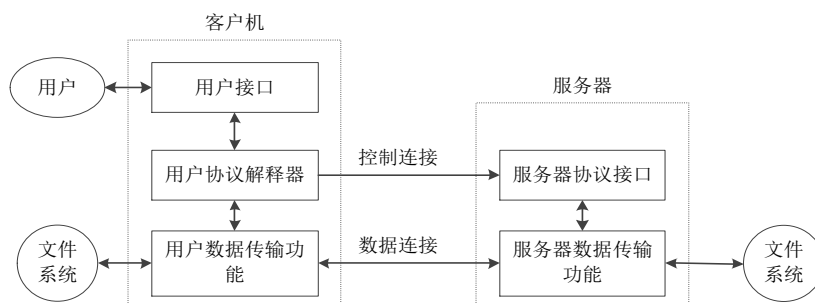 客户机
用户
用户接口
服务器
控制连接
用户协议解释器
服务器协议接口
数据连接
文件
系统
用户数据传输功
能
服务器数据传输
功能
文件
系统